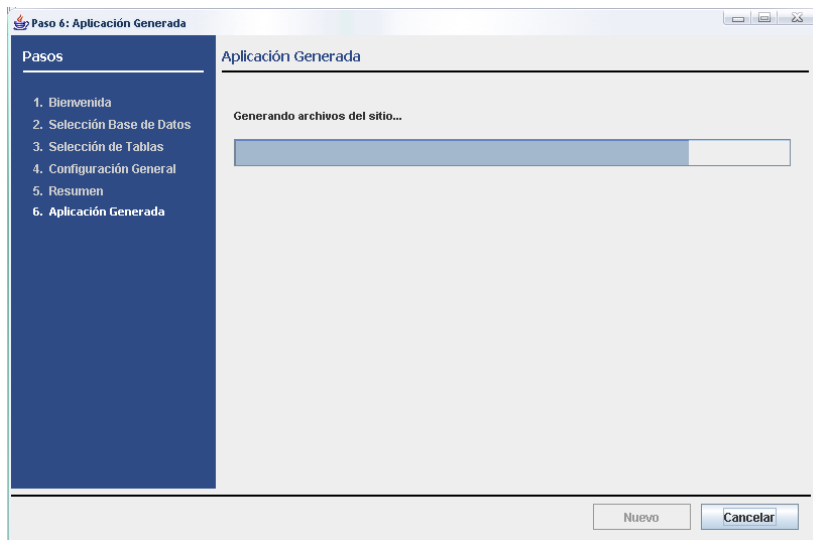 Paso 6: Aplicación Generada
Pasos
1. Bienvenida
2. Selección Base de Datos
3. Selección de Tablas
4. Configuración General
5. Resumen
6. Aplicación Generada
Aplicación Generada
Generando archivos del sitio...
Nuevo
Cancelar